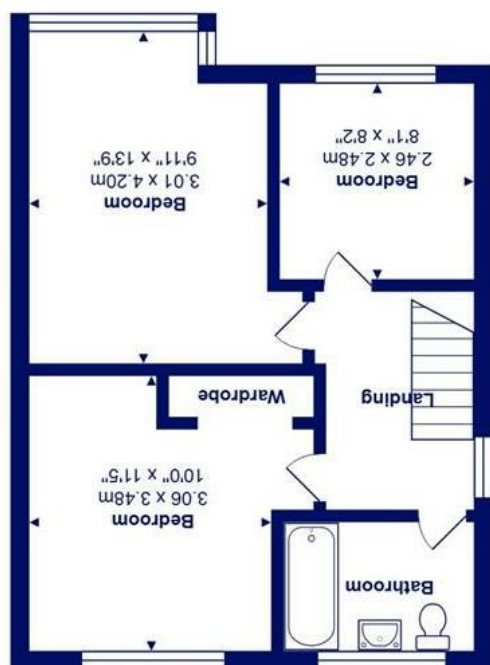 Bathroom
Bedroom
3.06 x 3.48m
10'0" x 11'5"
Landing
Wardrobe
Bedroom
2.46 x 2.48m
8'1" x 8'2"
Bedroom
3.01 x 4.20m
9'11" x 13'9"